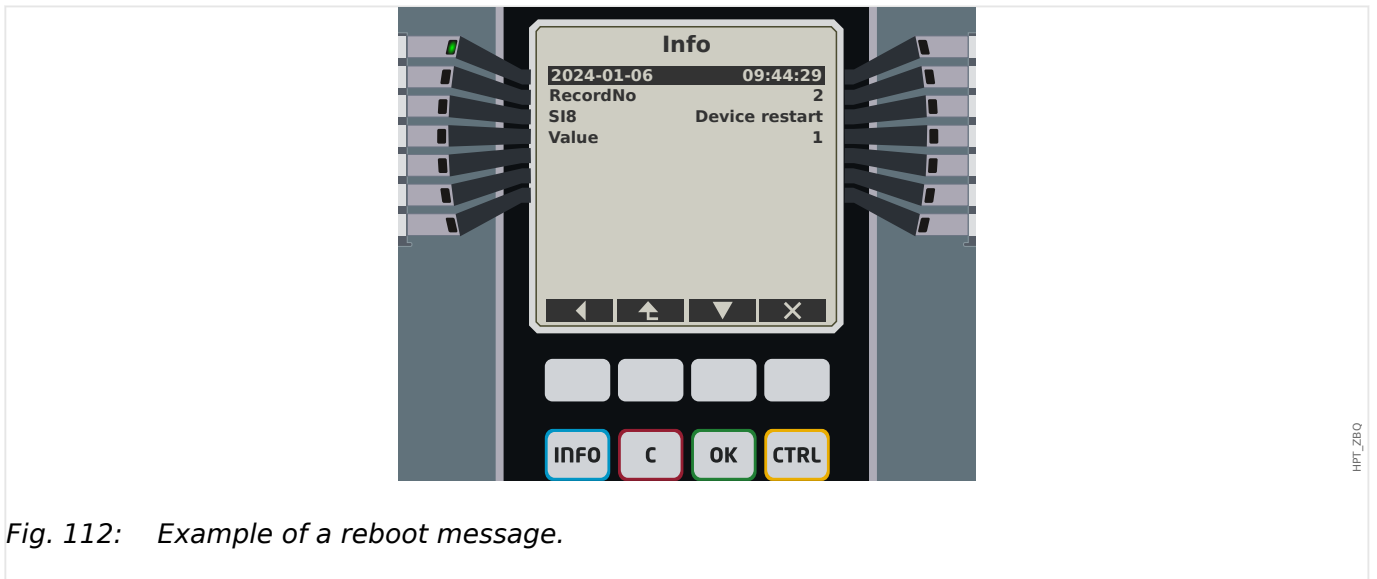 Info
2024-01-06 09:44:29
RecordNo 2
SI8 Device restart
Value 1
INFO C OK CTRL
HPT_ZBQ
Fig. 112: Example of a reboot message.